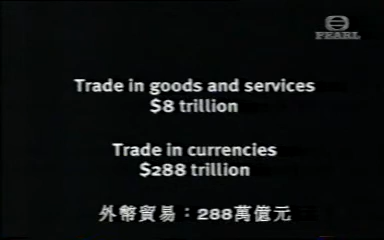 PEARL
Trade in goods and services
$8 trillion
Trade in currencies
$288 trillion
外幣貿易：288萬億元